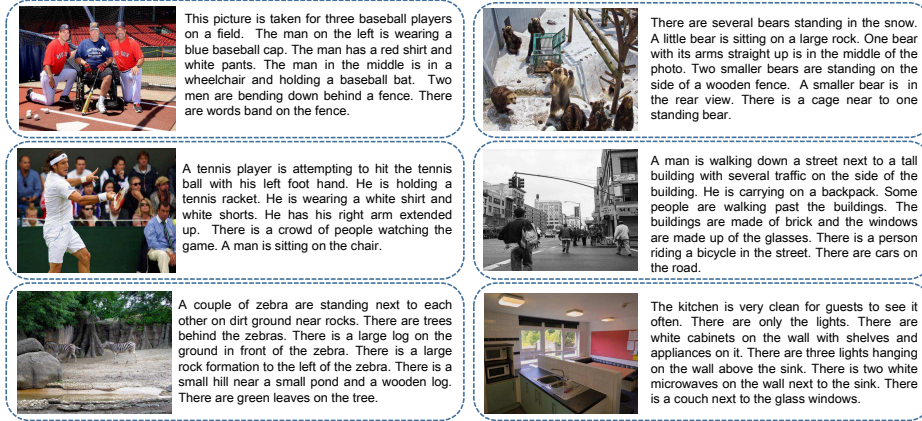 This picture is taken for three baseball players
on a field. The man on the left is wearing a
blue baseball cap. The man has a red shirt and
white pants. The man in the middle is in a
wheelchair and holding a baseball bat. Two
men are bending down behind a fence. There
are words band on the fence.
There are several bears standing in the snow.
A little bear is sitting on a large rock. One bear
with its arms straight up is in the middle of the
photo. Two smaller bears are standing on the
side of a wooden fence. A smaller bear is in
the rear view. There is a cage near to one
standing bear.
A tennis player is attempting to hit the tennis
ball with his left foot hand. He is holding a
tennis racket. He is wearing a white shirt and
white shorts. He has his right arm extended
up. There is a crowd of people watching the
game. A man is sitting on the chair.
A man is walking down a street next to a tall
building with several traffic on the side of the
building. He is carrying on a backpack. Some
people are walking past the buildings. The
buildings are made of brick and the windows
are made up of the glasses. There is a person
riding a bicycle in the street. There are cars on
the road.
A couple of zebra are standing next to each
other on dirt ground near rocks. There are trees
behind the zebras. There is a large log on the
ground in front of the zebra. There is a large
rock formation to the left of the zebra. There is a
small hill near a small pond and a wooden log.
There are green leaves on the tree.
The kitchen is very clean for guests to see it
often. There are only the lights. There are
white cabinets on the wall with shelves and
appliances on it. There are three lights hanging
on the wall above the sink. There is two white
microwaves on the wall next to the sink. There
is a couch next to the glass windows.